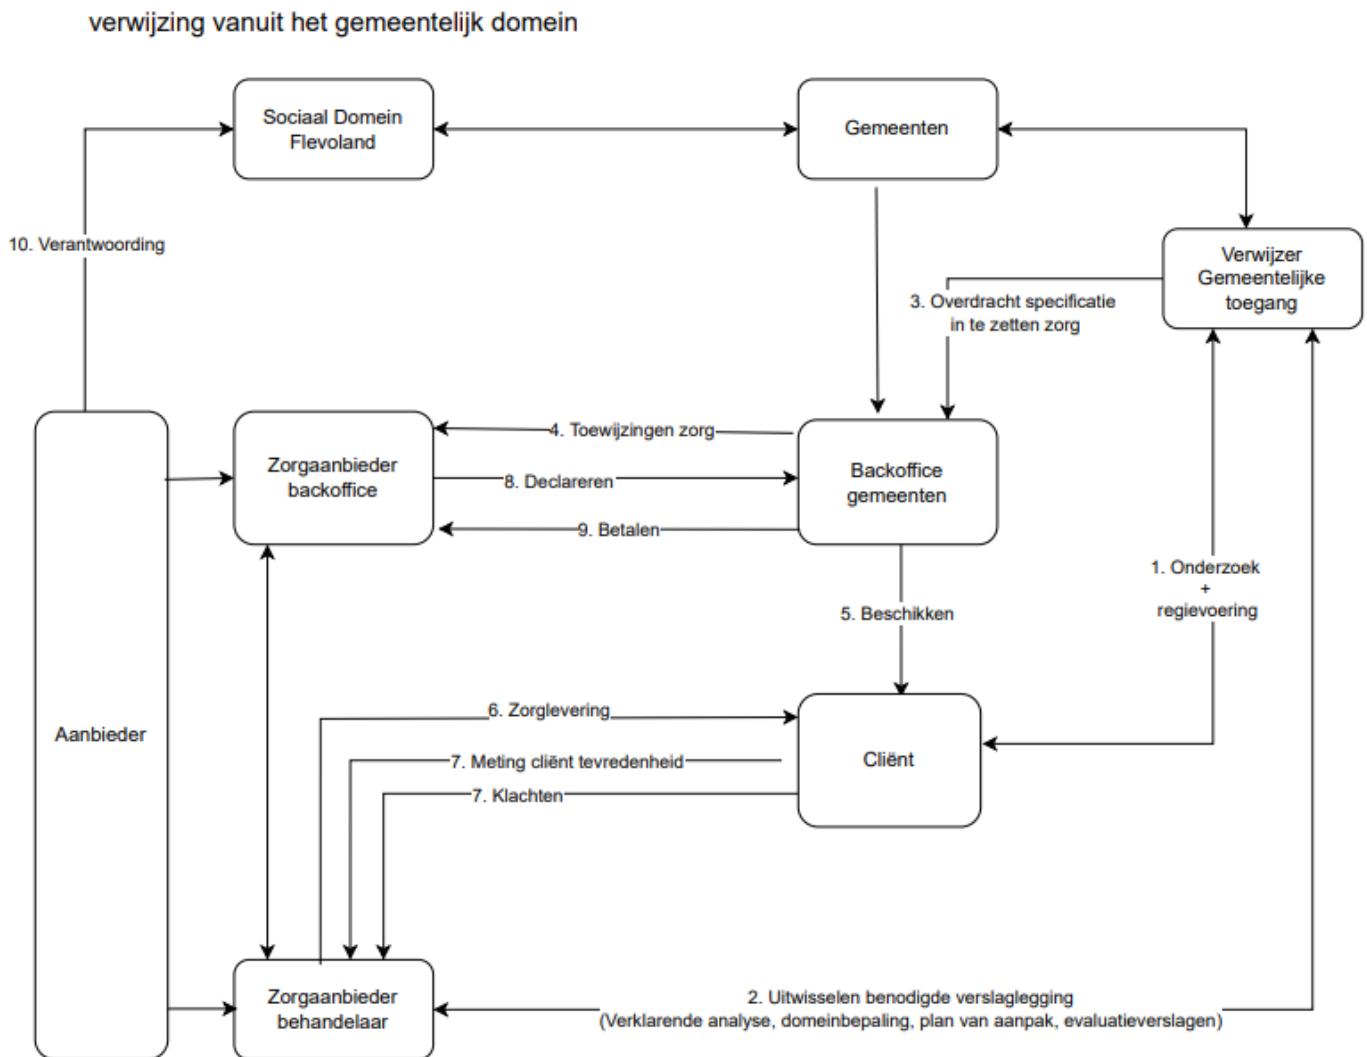 verwijzing vanuit het gemeentelijk domein
Sociaal Domein
Flevoland
Gemeenten
10. Verantwoording
Verwijzer
Gemeentelijke
toegang
3. Overdracht specificatie
in te zetten zorg
4. Toewijzingen zorg
Zorgaanbieder
backoffice
8. Declareren
Backoffice
gemeenten
9. Betalen
1. Onderzoek
+
regievoering
5. Beschikken
6. Zorglevering
Aanbieder
7. Meting cliënt tevredenheid
Cliënt
7. Klachten
Zorgaanbieder
behandelaar
2. Uitwisselen benodigde verslaglegging
(Verklarende analyse, domeinbepaling, plan van aanpak, evaluatieverslagen)